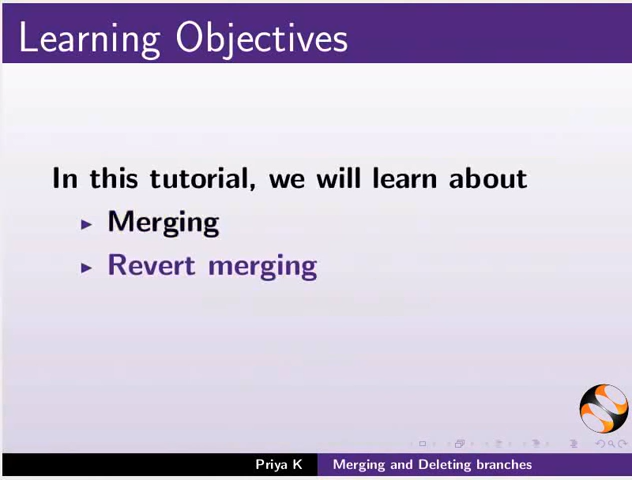 Learning Objectives
In this tutorial, we will learn about
Merging
Revert merging
Priya K Merging and Deleting branches